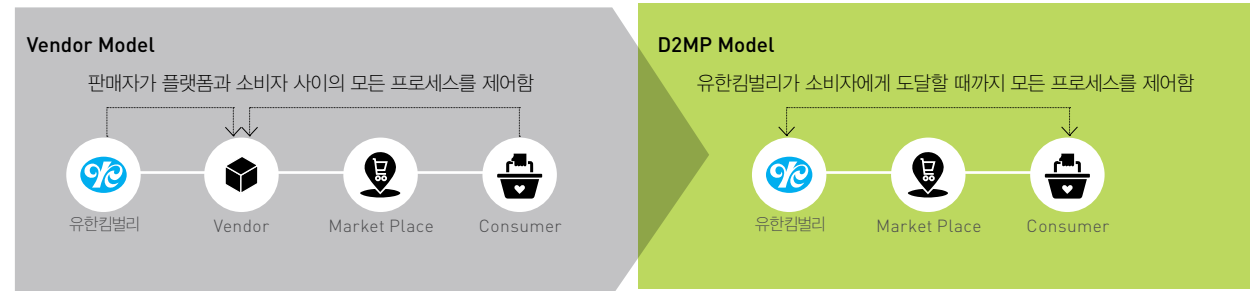 Vendor Model
판매자가 플랫폼과 소비자 사이의 모든 프로세스를 제어함
유한킴벌리
Vendor
Market Place
Consumer
D2MP Model
유한킴벌리가 소비자에게 도달할 때까지 모든 프로세스를 제어함
유한킴벌리
Market Place
Consumer